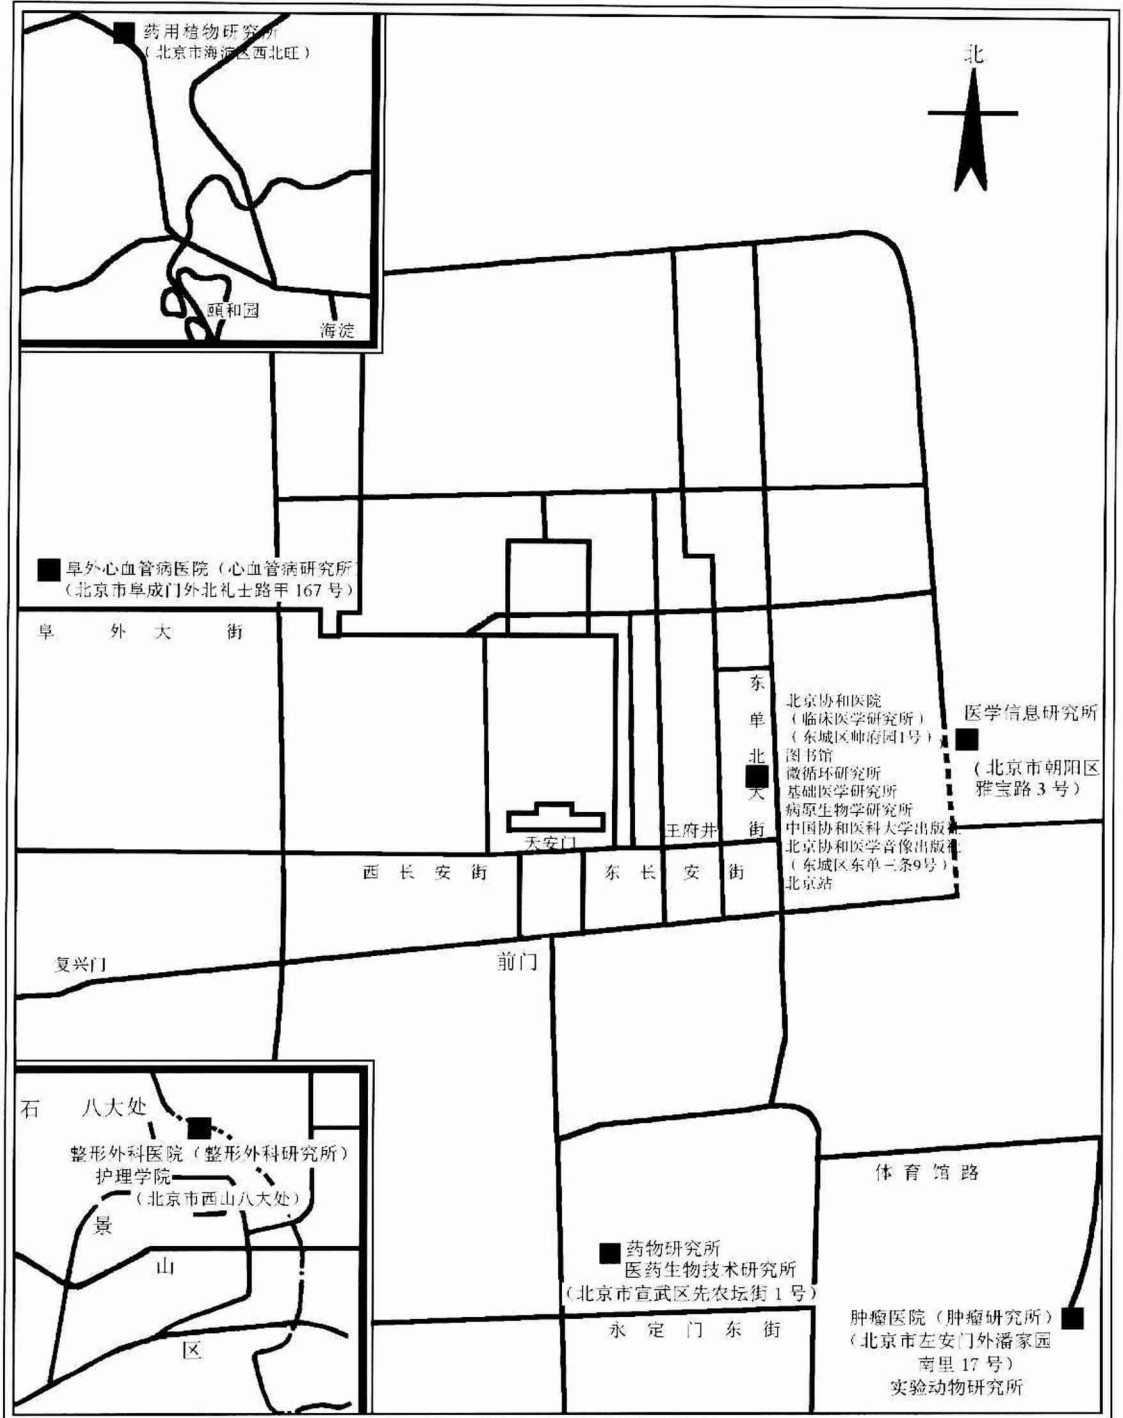 药用植物研究所
（北京市海淀区西北旺）
北
頤和园
海淀
阜外心血管病医院（心血管病研究所）
（北京市阜成门外北礼士路甲 167 号）
阜外大街
东单北大街
北京协和医院
（临床医学研究所）
（东城区帅府园1号）
图书馆
微循环研究所
基础医学研究所
病原生物学研究所
中国协和医科大学出版社
北京协和医学音像出版社
（东城区东单三条9号）
北京站
医学信息研究所
（北京市朝阳区
雅宝路 3 号）
王府井
天安门
西长安街
东长安街
复兴门
前门
石景山区
八大处
整形外科医院（整形外科研究所）
护理学院
（北京市西山八大处）
体育馆路
药物研究所
医药生物技术研究所
（北京市宣武区先农坛街 1 号）
永定门东街
肿瘤医院（肿瘤研究所）
（北京市左安门外潘家园
南里 17 号）
实验动物研究所